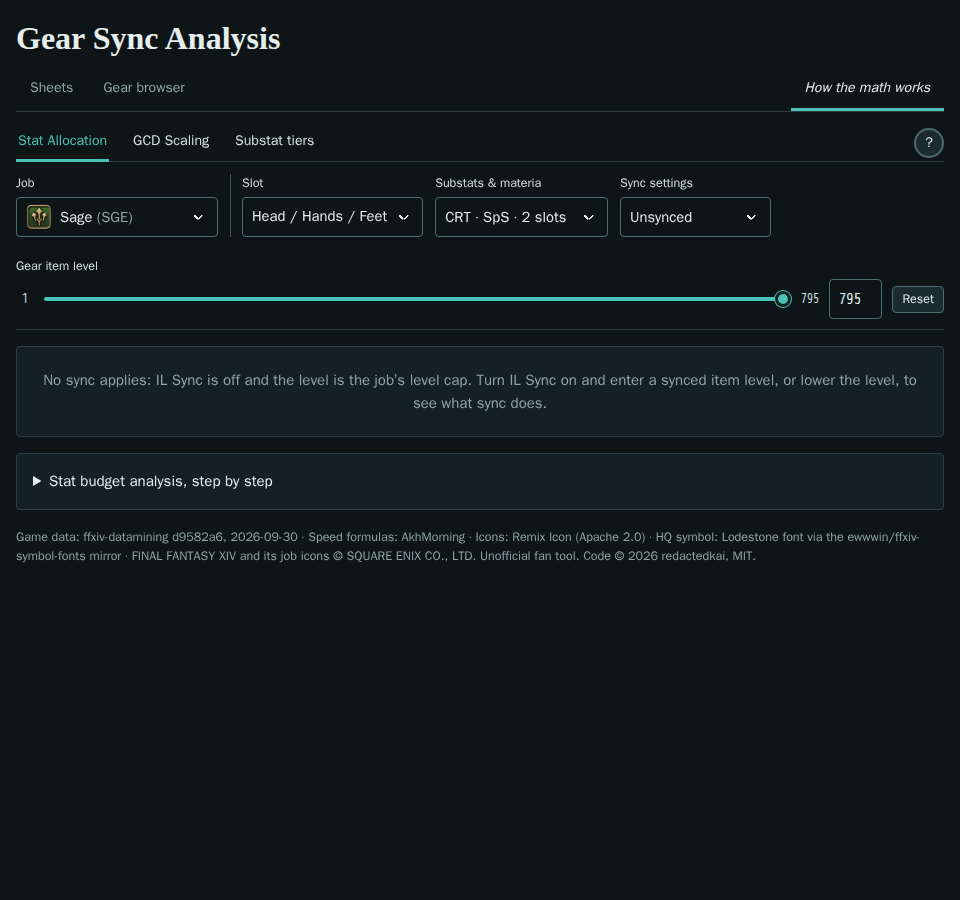 Gear Sync Analysis
Sheets Gear browser How the math works
Stat Allocation GCD Scaling Substat tiers ?
Job Slot Substats & materia Sync settings
Sage (SGE) Head / Hands / Feet CRT · SpS · 2 slots Unsynced
Gear item level
1 795 795 Reset
No sync applies: IL Sync is off and the level is the job's level cap. Turn IL Sync on and enter a synced item level, or lower the level, to
see what sync does.
Stat budget analysis, step by step
Game data: ffxiv-datamining d9582a6, 2026-09-30 · Speed formulas: AkhMorning · Icons: Remix Icon (Apache 2.0) · HQ symbol: Lodestone font via the ewwwin/ffxiv-
symbol-fonts mirror · FINAL FANTASY XIV and its job icons © SQUARE ENIX CO., LTD. Unofficial fan tool. Code © 2026 redactedkai, MIT.